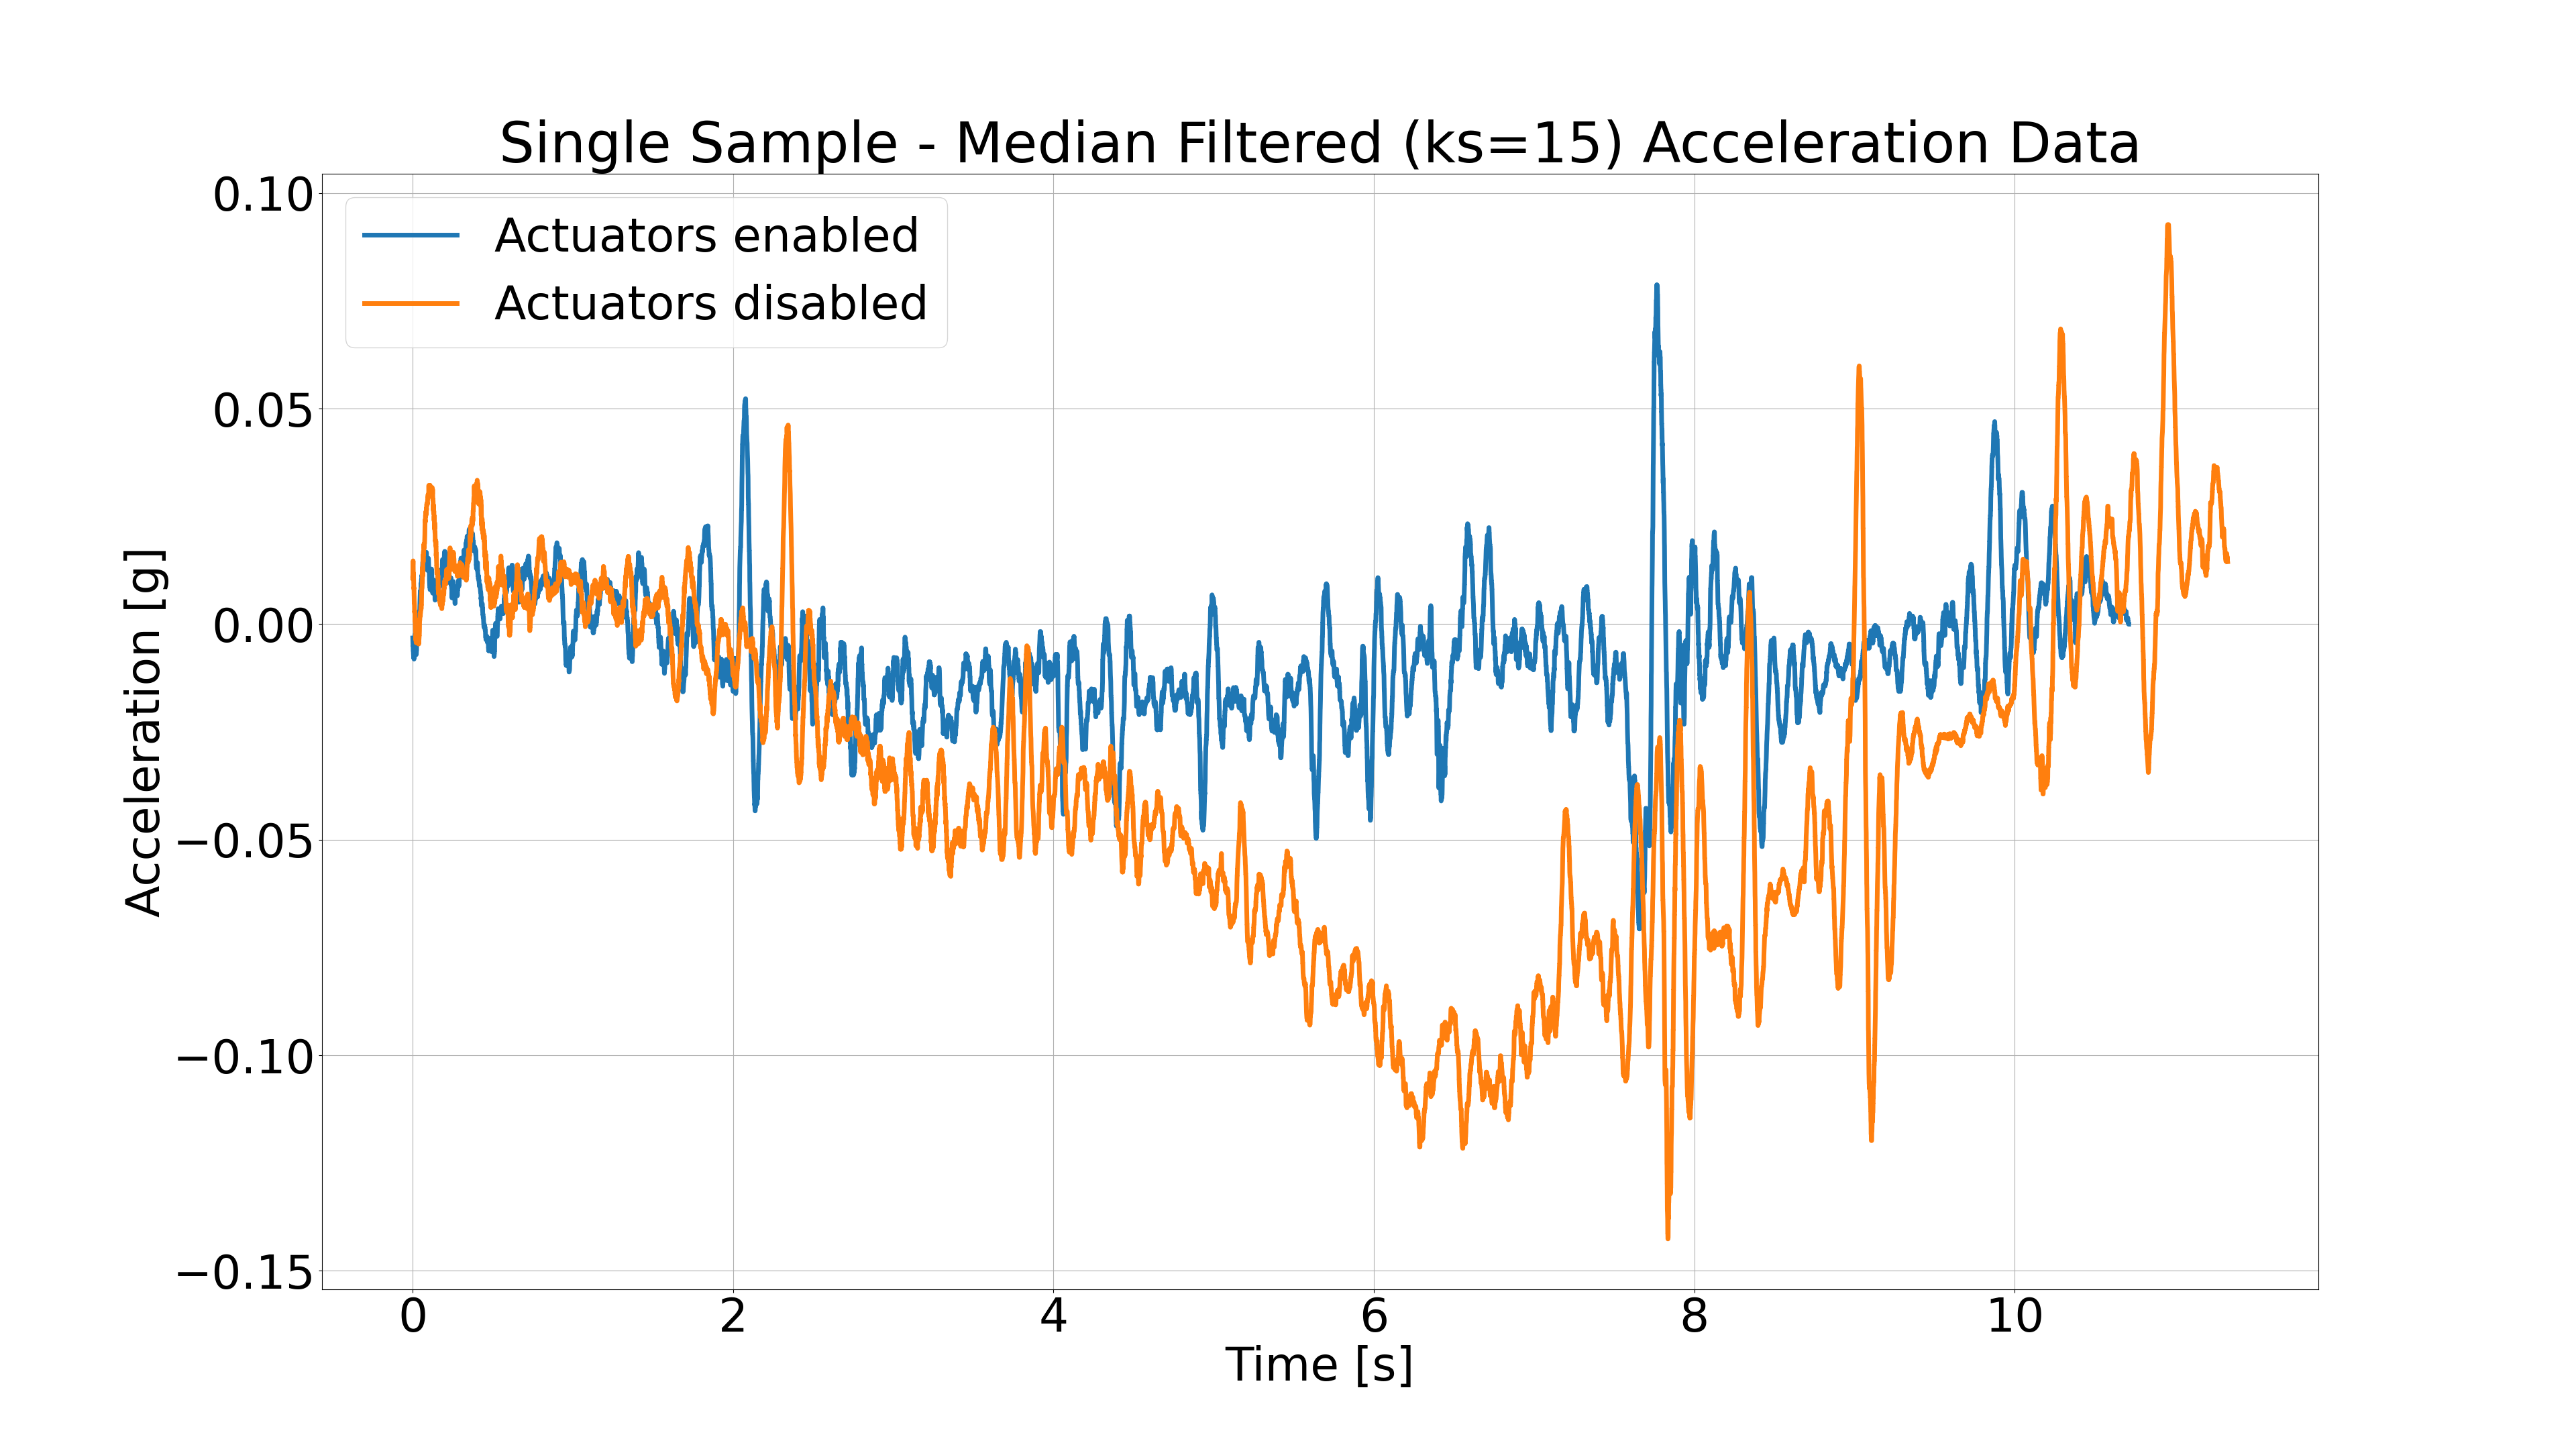 Single Sample - Median Filtered (ks=15) Acceleration Data
0.10
0.05
0.00
−0.05
−0.10
−0.15
Acceleration [g]
Actuators enabled
Actuators disabled
0 2 4 6 8 10
Time [s]